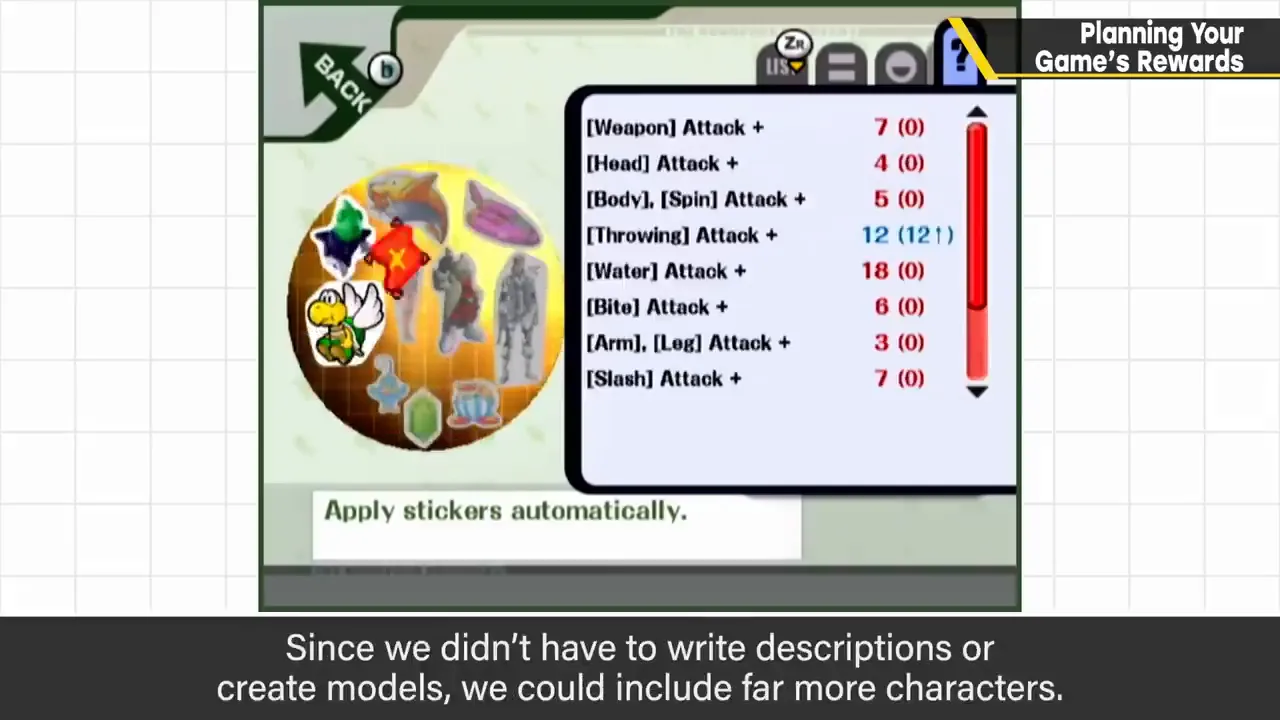 Planning Your
Game's Rewards
BACK
b
ZR
LIST
?
[Weapon] Attack + 7 (0)
[Head] Attack + 4 (0)
[Body], [Spin] Attack + 5 (0)
[Throwing] Attack + 12 (12↑)
[Water] Attack + 18 (0)
[Bite] Attack + 6 (0)
[Arm], [Leg] Attack + 3 (0)
[Slash] Attack + 7 (0)
Apply stickers automatically.
Since we didn't have to write descriptions or
create models, we could include far more characters.